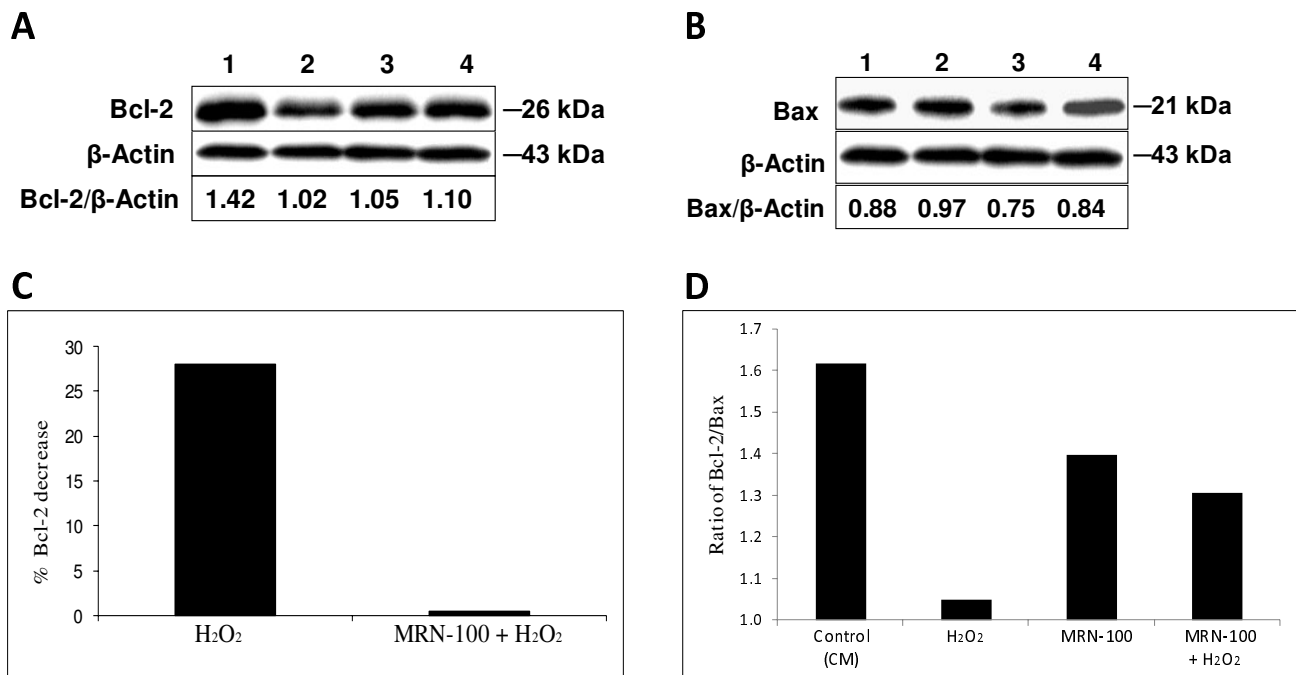 A
1 2 3 4
Bcl-2 –26 kDa
β-Actin –43 kDa
Bcl-2/β-Actin 1.42 1.02 1.05 1.10
B
1 2 3 4
Bax –21 kDa
β-Actin –43 kDa
Bax/β-Actin 0.88 0.97 0.75 0.84
C
% Bcl-2 decrease
30
25
20
15
10
5
0
H₂O₂ MRN-100 + H₂O₂
D
Ratio of Bcl-2/Bax
1.7
1.6
1.5
1.4
1.3
1.2
1.1
1.0
Control H₂O₂ MRN-100 MRN-100
(CM) + H₂O₂